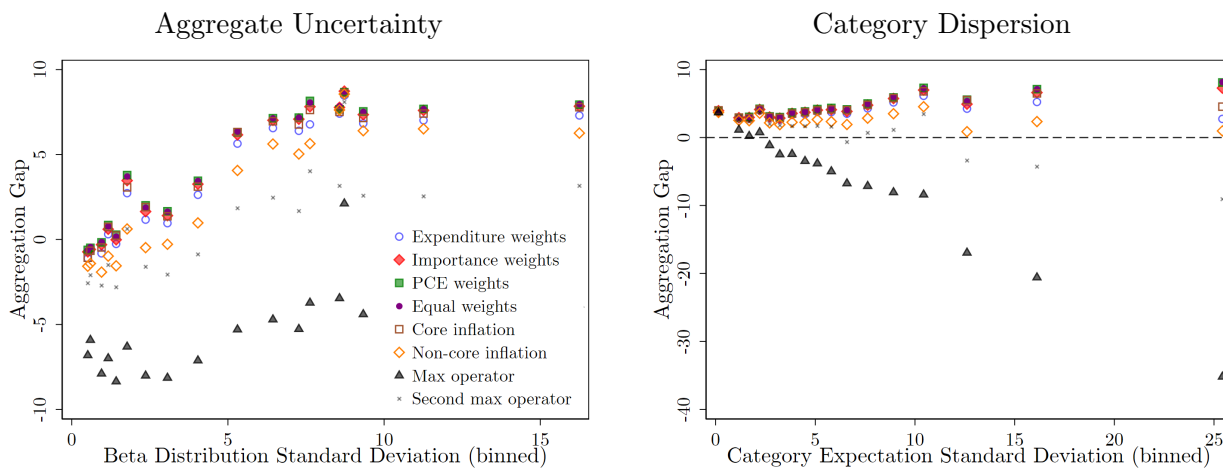 Aggregate Uncertainty
Aggregation Gap
10
5
0
-5
-10
0
5
10
15
Beta Distribution Standard Deviation (binned)
Expenditure weights
Importance weights
PCE weights
Equal weights
Core inflation
Non-core inflation
Max operator
Second max operator
Category Dispersion
Aggregation Gap
10
0
-10
-20
-30
-40
0
5
10
15
20
25
Category Expectation Standard Deviation (binned)